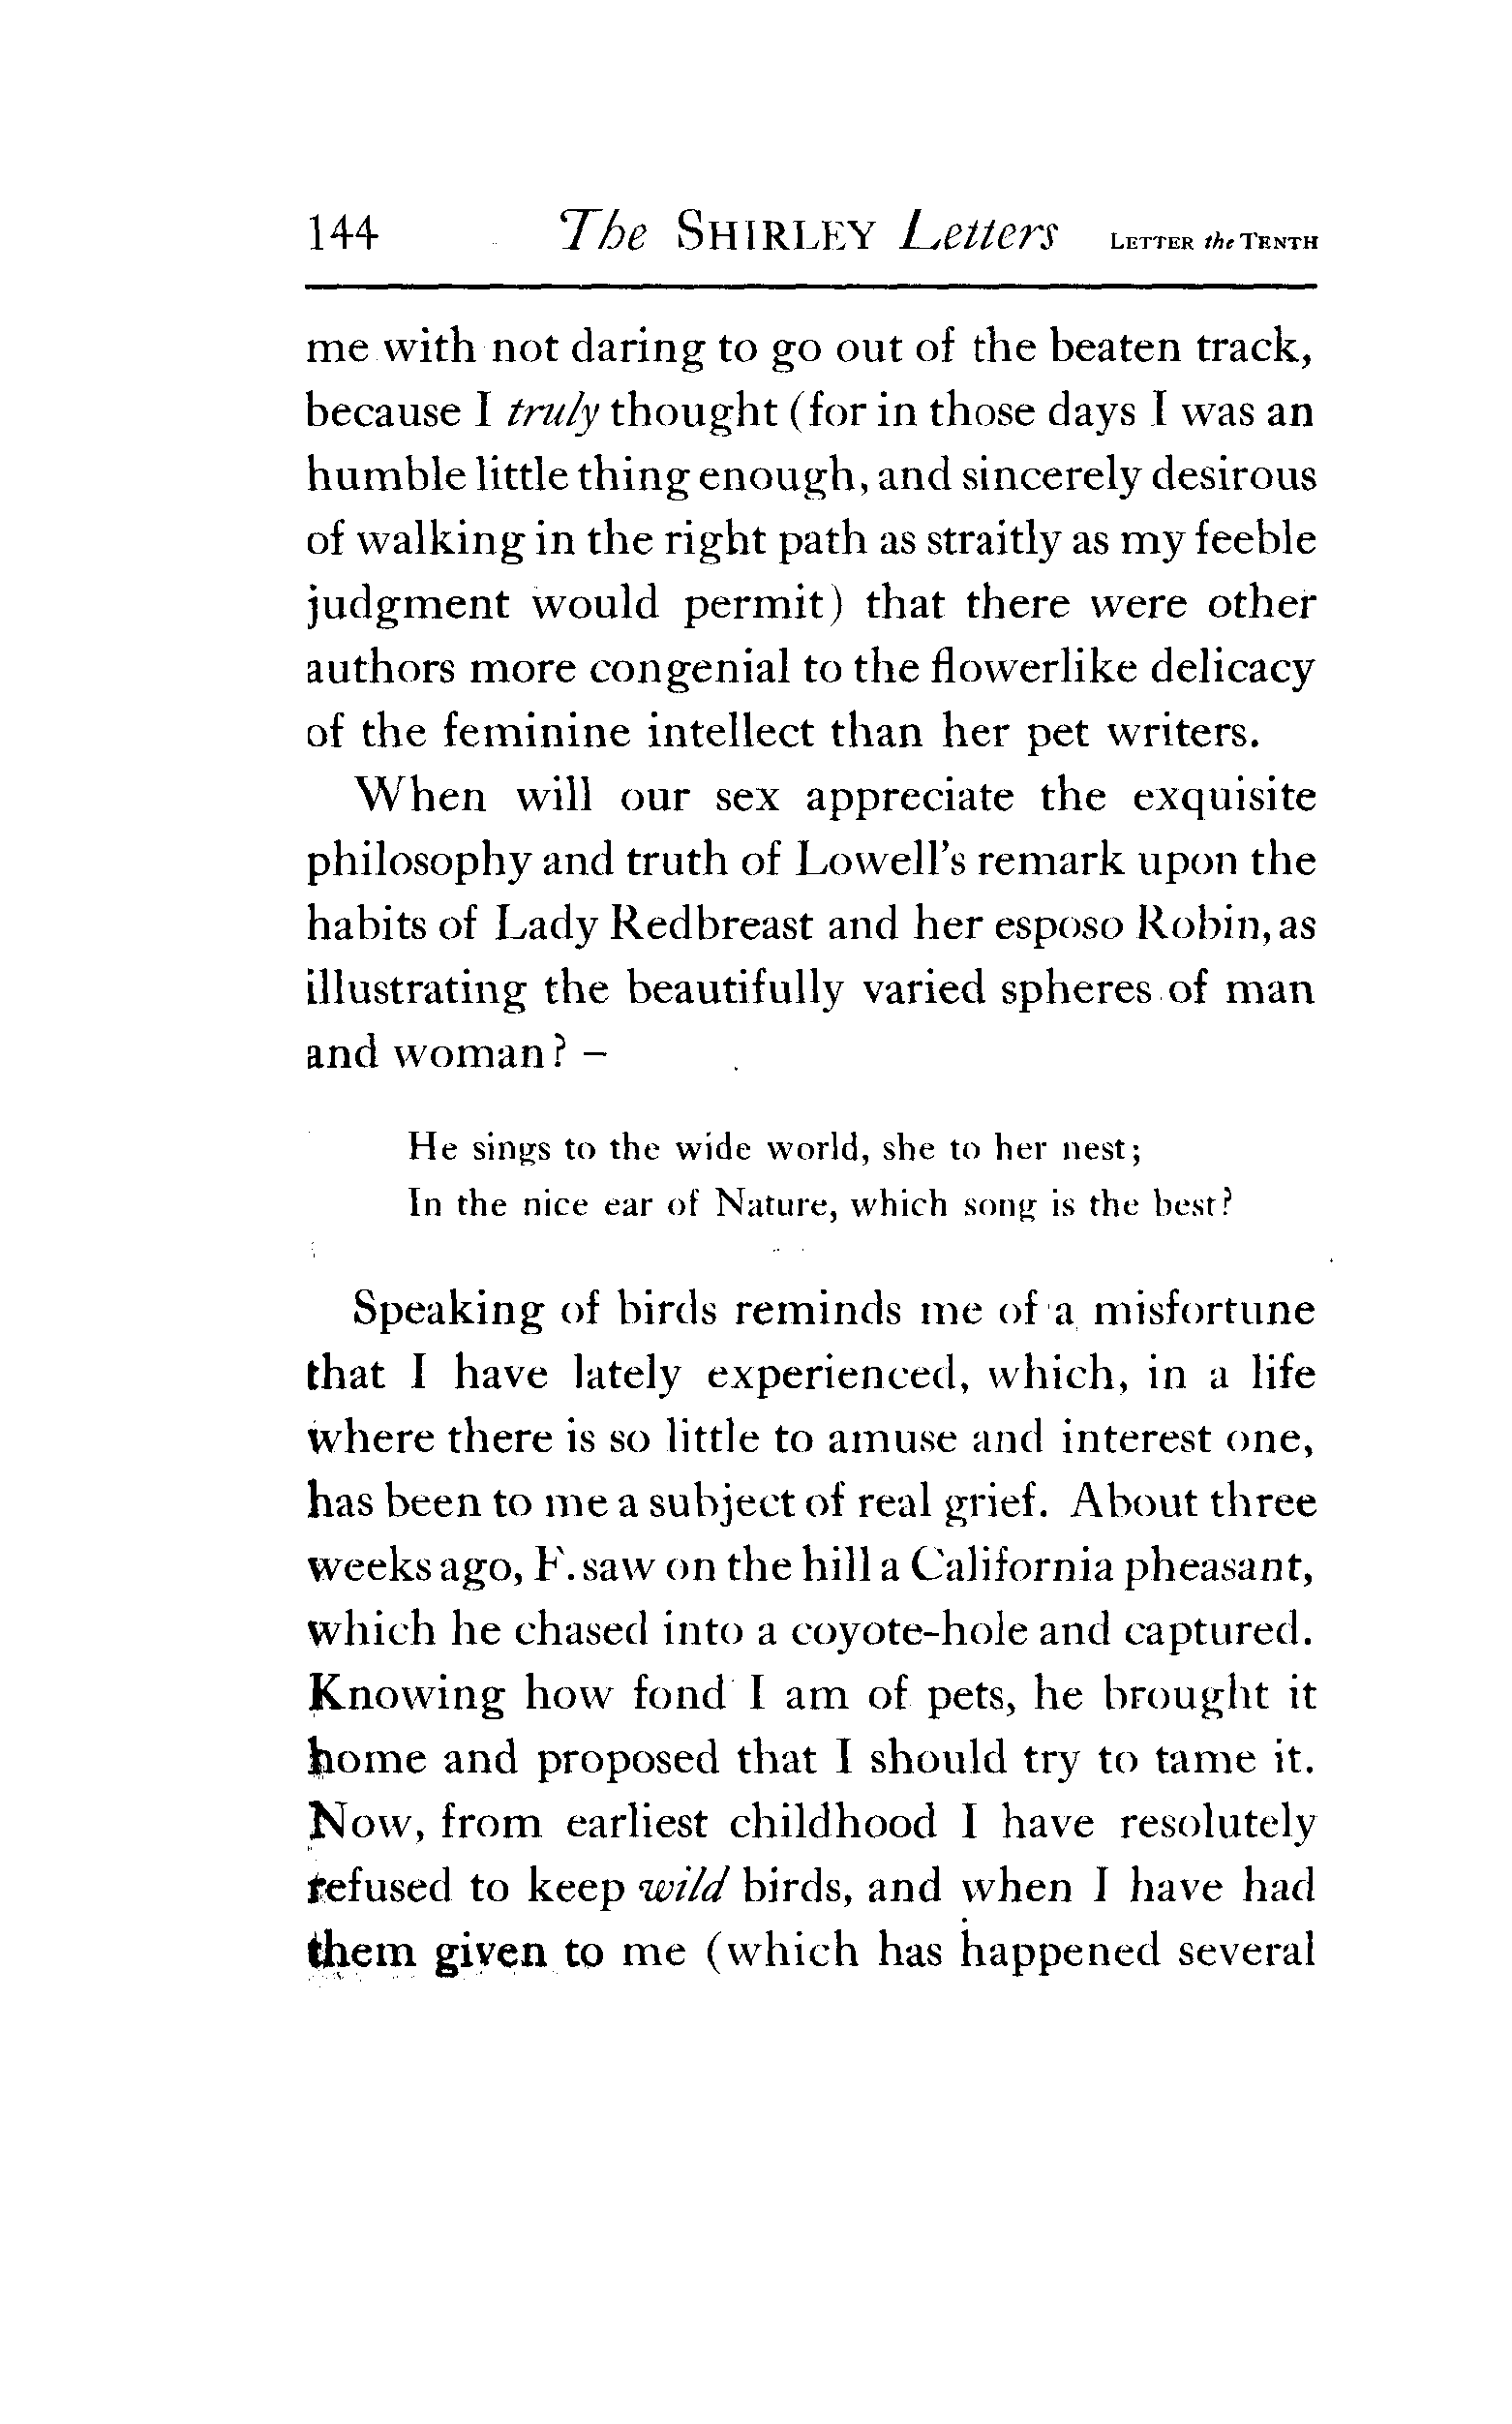 144 The SHIRLEY Letters LETTER the TENTH
me with not daring to go out of the beaten track,
because I truly thought (for in those days I was an
humble little thing enough, and sincerely desirous
of walking in the right path as straitly as my feeble
judgment would permit) that there were other
authors more congenial to the flowerlike delicacy
of the feminine intellect than her pet writers.
When will our sex appreciate the exquisite
philosophy and truth of Lowell's remark upon the
habits of Lady Redbreast and her esposo Robin, as
illustrating the beautifully varied spheres of man
and woman? –
He sings to the wide world, she to her nest;
In the nice ear of Nature, which song is the best?
Speaking of birds reminds me of a misfortune
that I have lately experienced, which, in a life
where there is so little to amuse and interest one,
has been to me a subject of real grief. About three
weeks ago, F. saw on the hill a California pheasant,
which he chased into a coyote-hole and captured.
Knowing how fond I am of pets, he brought it
home and proposed that I should try to tame it.
Now, from earliest childhood I have resolutely
refused to keep wild birds, and when I have had
them given to me (which has happened several